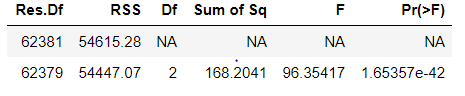 Res.Df RSS Df Sum of Sq F Pr(>F)
62381 54615.28 NA NA NA NA
62379 54447.07 2 168.2041 96.35417 1.65357e-42